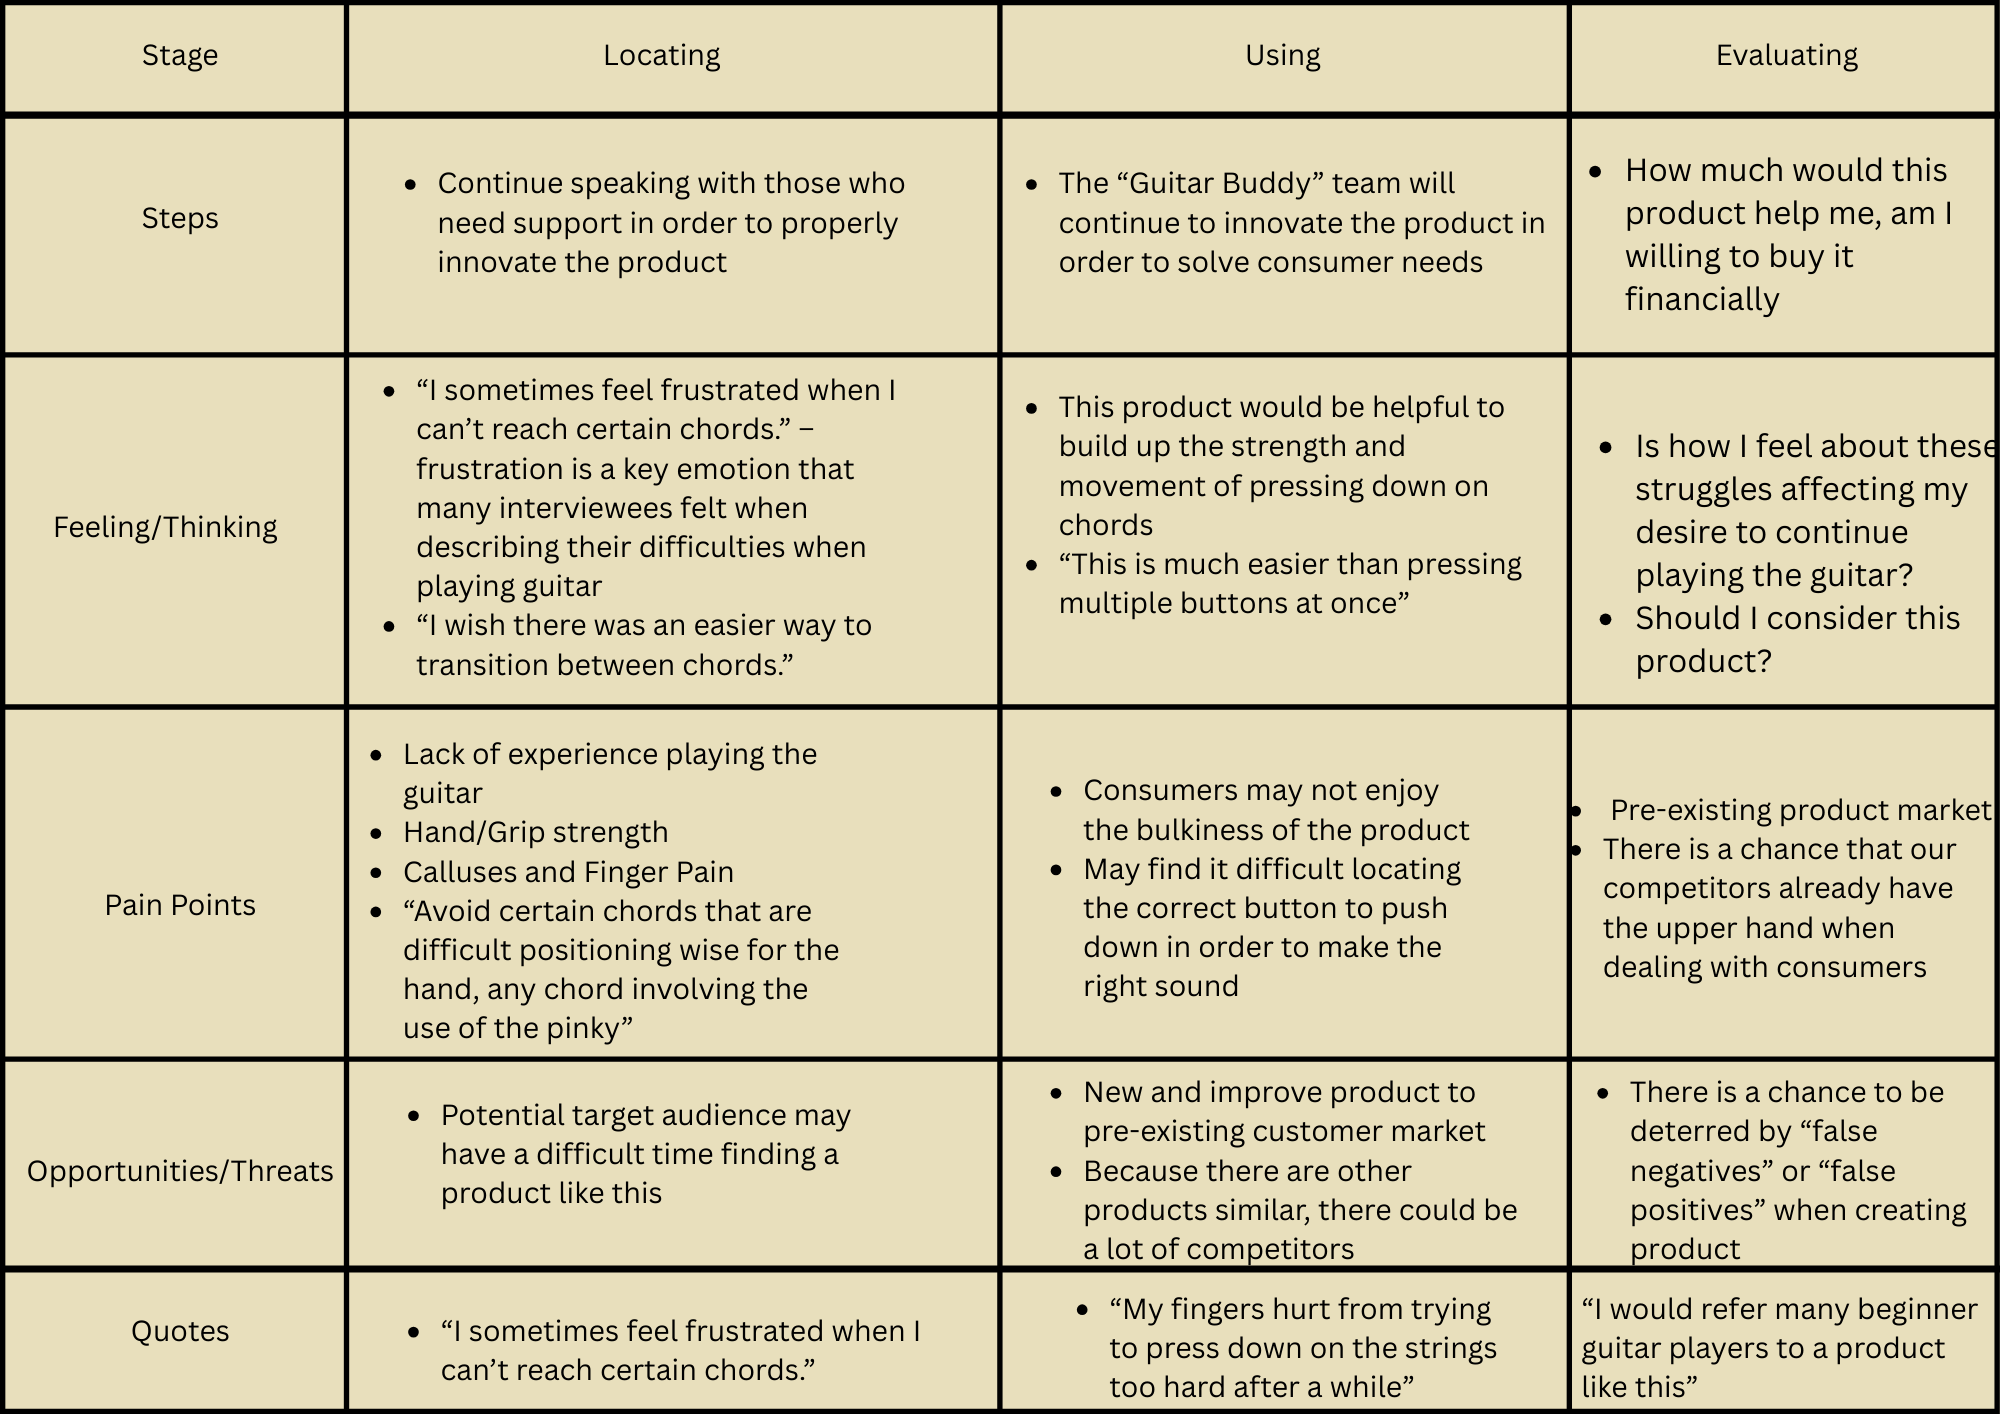 Stage
Locating
Using
Evaluating
Steps
• Continue speaking with those who
need support in order to properly
innovate the product
• The “Guitar Buddy” team will
continue to innovate the product in
order to solve consumer needs
• How much would this
product help me, am I
willing to buy it
financially
Feeling/Thinking
• “I sometimes feel frustrated when I
can’t reach certain chords.” –
frustration is a key emotion that
many interviewees felt when
describing their difficulties when
playing guitar
• “I wish there was an easier way to
transition between chords.”
• This product would be helpful to
build up the strength and
movement of pressing down on
chords
• “This is much easier than pressing
multiple buttons at once”
• Is how I feel about these
struggles affecting my
desire to continue
playing the guitar?
• Should I consider this
product?
Pain Points
• Lack of experience playing the
guitar
• Hand/Grip strength
• Calluses and Finger Pain
• “Avoid certain chords that are
difficult positioning wise for the
hand, any chord involving the
use of the pinky”
• Consumers may not enjoy
the bulkiness of the product
• May find it difficult locating
the correct button to push
down in order to make the
right sound
• Pre-existing product market
• There is a chance that our
competitors already have
the upper hand when
dealing with consumers
Opportunities/Threats
• Potential target audience may
have a difficult time finding a
product like this
• New and improve product to
pre-existing customer market
• Because there are other
products similar, there could be
a lot of competitors
• There is a chance to be
deterred by “false
negatives” or “false
positives” when creating
product
Quotes
• “I sometimes feel frustrated when I
can’t reach certain chords.”
• “My fingers hurt from trying
to press down on the strings
too hard after a while”
“I would refer many beginner
guitar players to a product
like this”